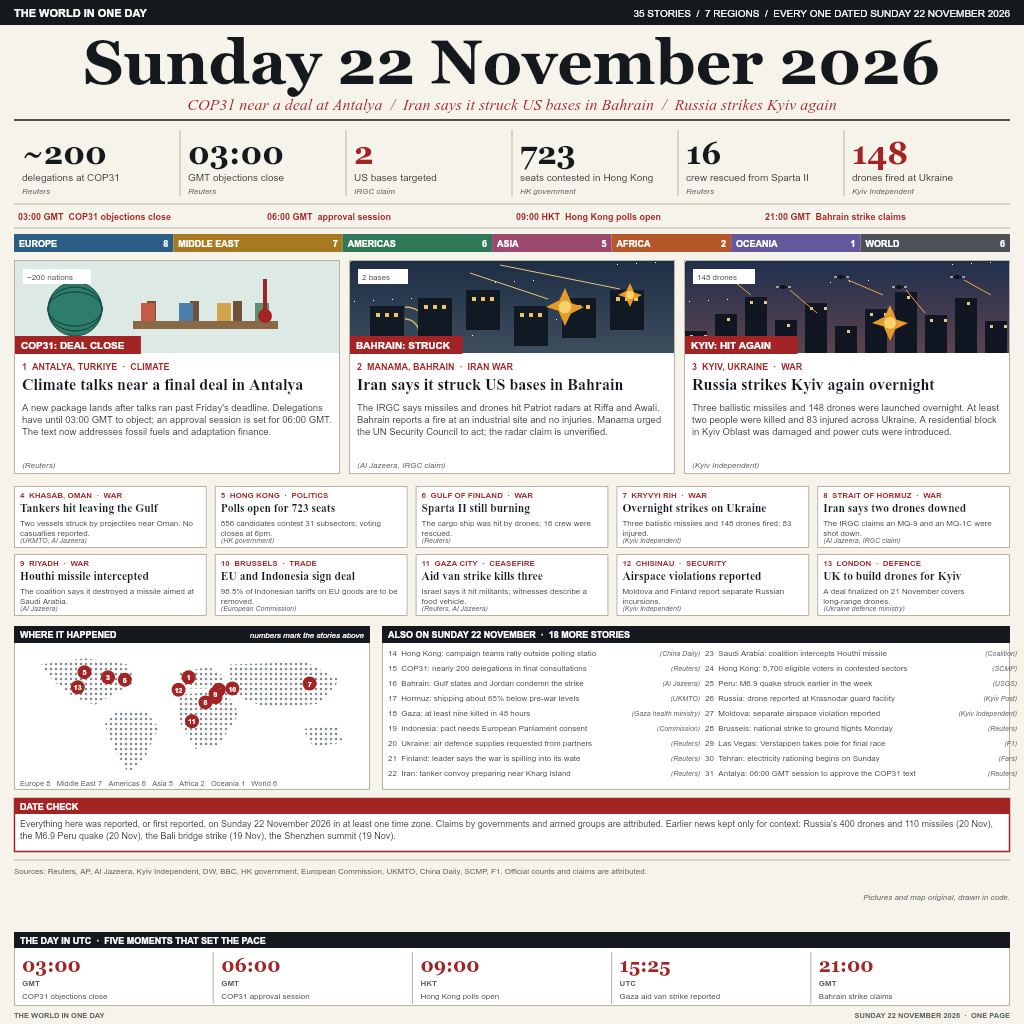 THE WORLD IN ONE DAY
35 STORIES / 7 REGIONS / EVERY ONE DATED SUNDAY 22 NOVEMBER 2026
Sunday 22 November 2026
COP31 near a deal at Antalya / Iran says it struck US bases in Bahrain / Russia strikes Kyiv again
~200
delegations at COP31
Reuters
03:00
GMT objections close
Reuters
2
US bases targeted
IRGC claim
723
seats contested in Hong Kong
HK government
16
crew rescued from Sparta II
Reuters
148
drones fired at Ukraine
Kyiv Independent
03:00 GMT COP31 objections close
06:00 GMT approval session
09:00 HKT Hong Kong polls open
21:00 GMT Bahrain strike claims
EUROPE 8
MIDDLE EAST 7
AMERICAS 6
ASIA 5
AFRICA 2
OCEANIA 1
WORLD 6
~200 nations
COP31: DEAL CLOSE
1 ANTALYA, TURKIYE · CLIMATE
Climate talks near a final deal in Antalya
A new package lands after talks ran past Friday's deadline. Delegations
have until 03:00 GMT to object; an approval session is set for 06:00 GMT.
The text now addresses fossil fuels and adaptation finance.
(Reuters)
2 bases
BAHRAIN: STRUCK
2 MANAMA, BAHRAIN · IRAN WAR
Iran says it struck US bases in Bahrain
The IRGC says missiles and drones hit Patriot radars at Riffa and Awali.
Bahrain reports a fire at an industrial site and no injuries. Manama urged
the UN Security Council to act; the radar claim is unverified.
(Al Jazeera, IRGC claim)
148 drones
KYIV: HIT AGAIN
3 KYIV, UKRAINE · WAR
Russia strikes Kyiv again overnight
Three ballistic missiles and 148 drones were launched overnight. At least
two people were killed and 83 injured across Ukraine. A residential block
in Kyiv Oblast was damaged and power cuts were introduced.
(Kyiv Independent)
4 KHASAB, OMAN · WAR
Tankers hit leaving the Gulf
Two vessels struck by projectiles near Oman. No
casualties reported.
(UKMTO, Al Jazeera)
5 HONG KONG · POLITICS
Polls open for 723 seats
856 candidates contest 31 subsectors; voting
closes at 6pm.
(HK government)
6 GULF OF FINLAND · WAR
Sparta II still burning
The cargo ship was hit by drones; 16 crew were
rescued.
(Reuters)
7 KRYVYI RIH · WAR
Overnight strikes on Ukraine
Three ballistic missiles and 148 drones fired; 83
injured.
(Kyiv Independent)
8 STRAIT OF HORMUZ · WAR
Iran says two drones downed
The IRGC claims an MQ-9 and an MQ-1C were
shot down.
(Al Jazeera, IRGC claim)
9 RIYADH · WAR
Houthi missile intercepted
The coalition says it destroyed a missile aimed at
Saudi Arabia.
(Al Jazeera)
10 BRUSSELS · TRADE
EU and Indonesia sign deal
98.5% of Indonesian tariffs on EU goods are to be
removed.
(European Commission)
11 GAZA CITY · CEASEFIRE
Aid van strike kills three
Israel says it hit militants; witnesses describe a
food vehicle.
(Reuters, Al Jazeera)
12 CHISINAU · SECURITY
Airspace violations reported
Moldova and Finland report separate Russian
incursions.
(Kyiv Independent)
13 LONDON · DEFENCE
UK to build drones for Kyiv
A deal finalized on 21 November covers
long-range drones.
(Ukraine defence ministry)
WHERE IT HAPPENED
numbers mark the stories above
5
3
6
13
1
12
9
10
8
11
7
Europe 8 Middle East 7 Americas 6 Asia 5 Africa 2 Oceania 1 World 6
ALSO ON SUNDAY 22 NOVEMBER · 18 MORE STORIES
14 Hong Kong: campaign teams rally outside polling statio (China Daily)
15 COP31: nearly 200 delegations in final consultations (Reuters)
16 Bahrain: Gulf states and Jordan condemn the strike (Al Jazeera)
17 Hormuz: shipping about 65% below pre-war levels (UKMTO)
18 Gaza: at least nine killed in 48 hours (Gaza health ministry)
19 Indonesia: pact needs European Parliament consent (Commission)
20 Ukraine: air defence supplies requested from partners (Reuters)
21 Finland: leader says the war is spilling into its wate (Reuters)
22 Iran: tanker convoy preparing near Kharg Island (Reuters)
23 Saudi Arabia: coalition intercepts Houthi missile (Coalition)
24 Hong Kong: 5,700 eligible voters in contested sectors (SCMP)
25 Peru: M6.9 quake struck earlier in the week (USGS)
26 Russia: drone reported at Krasnodar guard facility (Kyiv Post)
27 Moldova: separate airspace violation reported (Kyiv Independent)
28 Brussels: national strike to ground flights Monday (Reuters)
29 Las Vegas: Verstappen takes pole for final race (F1)
30 Tehran: electricity rationing begins on Sunday (Fars)
31 Antalya: 06:00 GMT session to approve the COP31 text (Reuters)
DATE CHECK
Everything here was reported, or first reported, on Sunday 22 November 2026 in at least one time zone. Claims by governments and armed groups are attributed. Earlier news kept only for context: Russia's 400 drones and 110 missiles (20 Nov),
the M6.9 Peru quake (20 Nov), the Bali bridge strike (19 Nov), the Shenzhen summit (19 Nov).
Sources: Reuters, AP, Al Jazeera, Kyiv Independent, DW, BBC, HK government, European Commission, UKMTO, China Daily, SCMP, F1. Official counts and claims are attributed.
Pictures and map original, drawn in code.
THE DAY IN UTC · FIVE MOMENTS THAT SET THE PACE
03:00
GMT
COP31 objections close
06:00
GMT
COP31 approval session
09:00
HKT
Hong Kong polls open
15:25
UTC
Gaza aid van strike reported
21:00
GMT
Bahrain strike claims
THE WORLD IN ONE DAY
SUNDAY 22 NOVEMBER 2026 · ONE PAGE